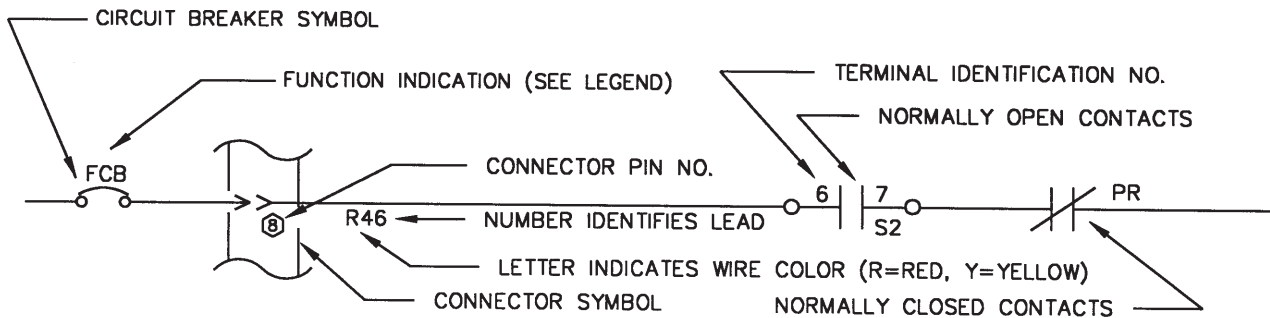 CIRCUIT BREAKER SYMBOL
FUNCTION INDICATION (SEE LEGEND)
TERMINAL IDENTIFICATION NO.
NORMALLY OPEN CONTACTS
FCB
CONNECTOR PIN NO.
6
7
PR
8
R46
NUMBER IDENTIFIES LEAD
S2
LETTER INDICATES WIRE COLOR (R=RED, Y=YELLOW)
CONNECTOR SYMBOL
NORMALLY CLOSED CONTACTS